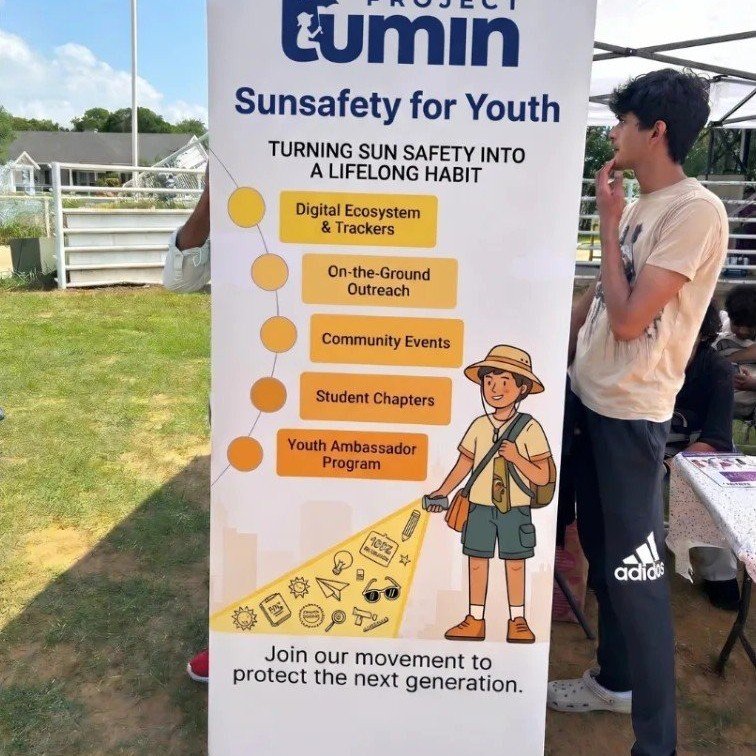 PROJECT
Lumin
Sunsafety for Youth
TURNING SUN SAFETY INTO
A LIFELONG HABIT
Digital Ecosystem
& Trackers
On-the-Ground
Outreach
Community Events
Student Chapters
Youth Ambassador
Program
Join our movement to
protect the next generation.
adidas